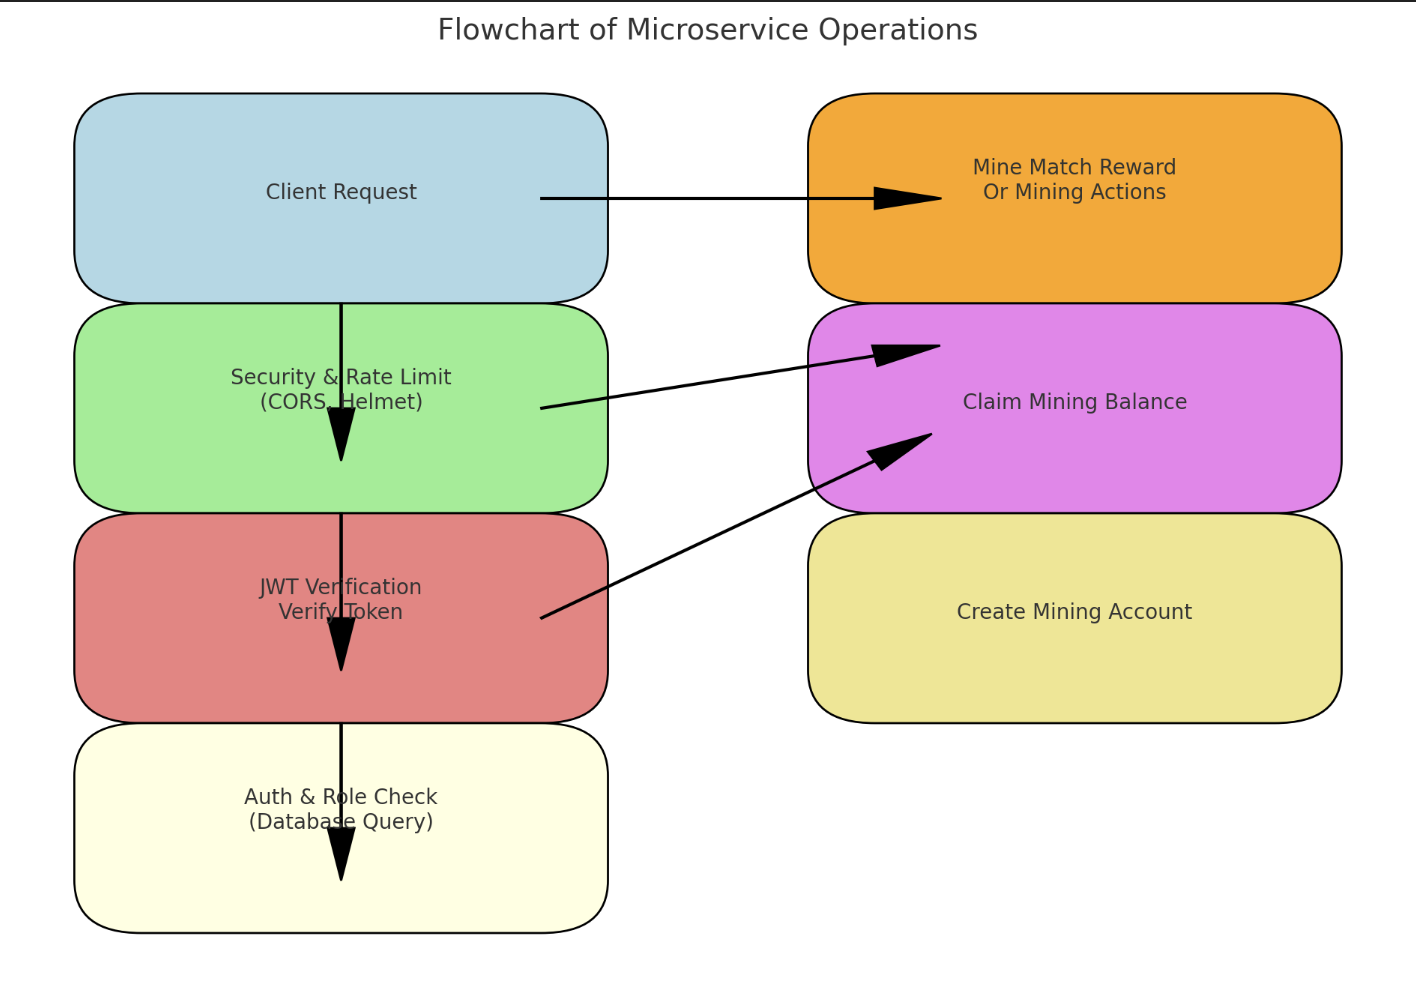 Flowchart of Microservice Operations
Client Request
Mine Match Reward
Or Mining Actions
Security & Rate Limit
(CORS, Helmet)
Claim Mining Balance
JWT Verification
Verify Token
Create Mining Account
Auth & Role Check
(Database Query)